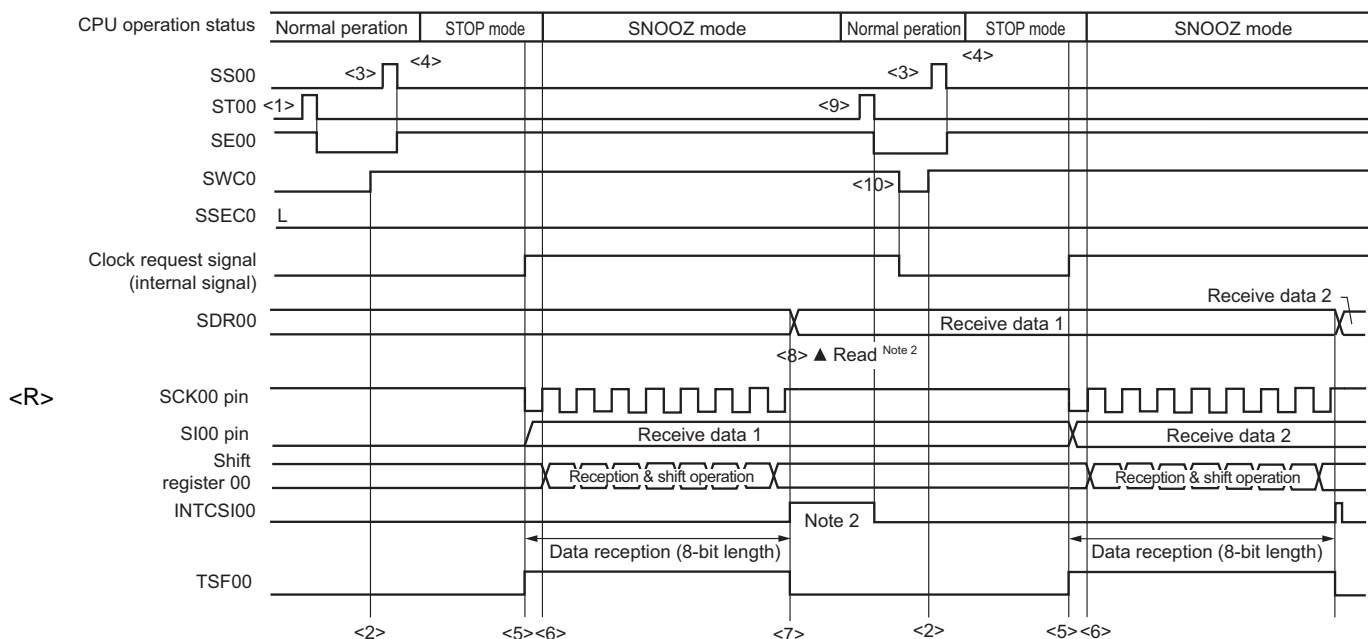 CPU operation status Normal peration STOP mode SNOOZ mode Normal peration STOP mode SNOOZ mode
<3> <4> <3> <4>
SS00
<1> <9>
ST00
SE00
SWC0 <10>
SSEC0 L
Clock request signal
(internal signal)
Receive data 2
SDR00 Receive data 1
<8> ▲ Read Note 2
<R> SCK00 pin
SI00 pin Receive data 1 Receive data 2
Shift
register 00 Reception & shift operation Reception & shift operation
INTCSI00 Note 2
Data reception (8-bit length) Data reception (8-bit length)
TSF00
<2> <5><6> <7> <2> <5><6>